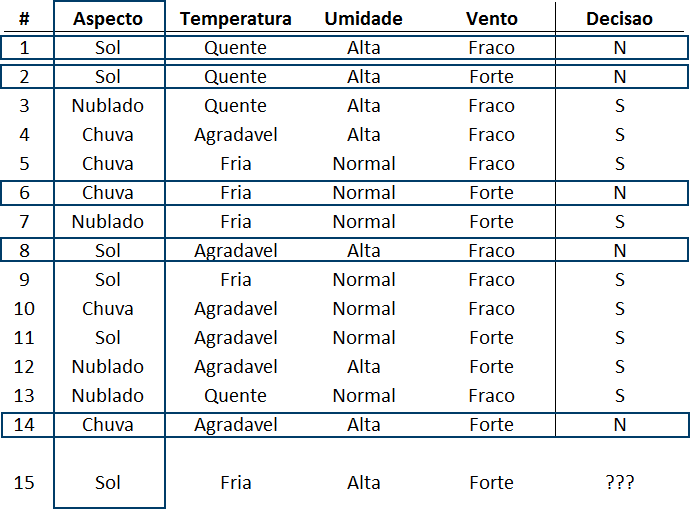 # Aspecto Temperatura Umidade Vento Decisao
1 Sol Quente Alta Fraco N
2 Sol Quente Alta Forte N
3 Nublado Quente Alta Fraco S
4 Chuva Agradavel Alta Fraco S
5 Chuva Fria Normal Fraco S
6 Chuva Fria Normal Forte N
7 Nublado Fria Normal Forte S
8 Sol Agradavel Alta Fraco N
9 Sol Fria Normal Fraco S
10 Chuva Agradavel Normal Fraco S
11 Sol Agradavel Normal Forte S
12 Nublado Agradavel Alta Forte S
13 Nublado Quente Normal Fraco S
14 Chuva Agradavel Alta Forte N
15 Sol Fria Alta Forte ???